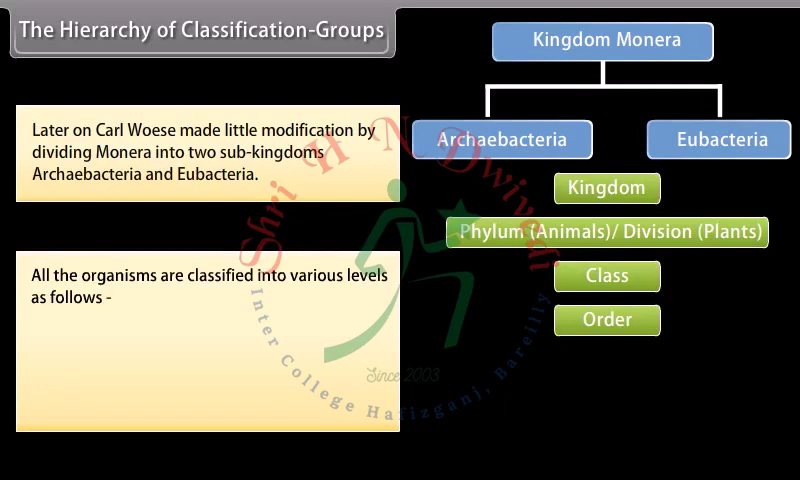 The Hierarchy of Classification-Groups
Kingdom Monera
Archaebacteria
Eubacteria
Later on Carl Woese made little modification by
dividing Monera into two sub-kingdoms
Archaebacteria and Eubacteria.
Kingdom
Phylum (Animals)/ Division (Plants)
Class
Order
All the organisms are classified into various levels
as follows -
Shri H N Dwivedi
Since 2003
Inter College Hafizganj, Bareilly